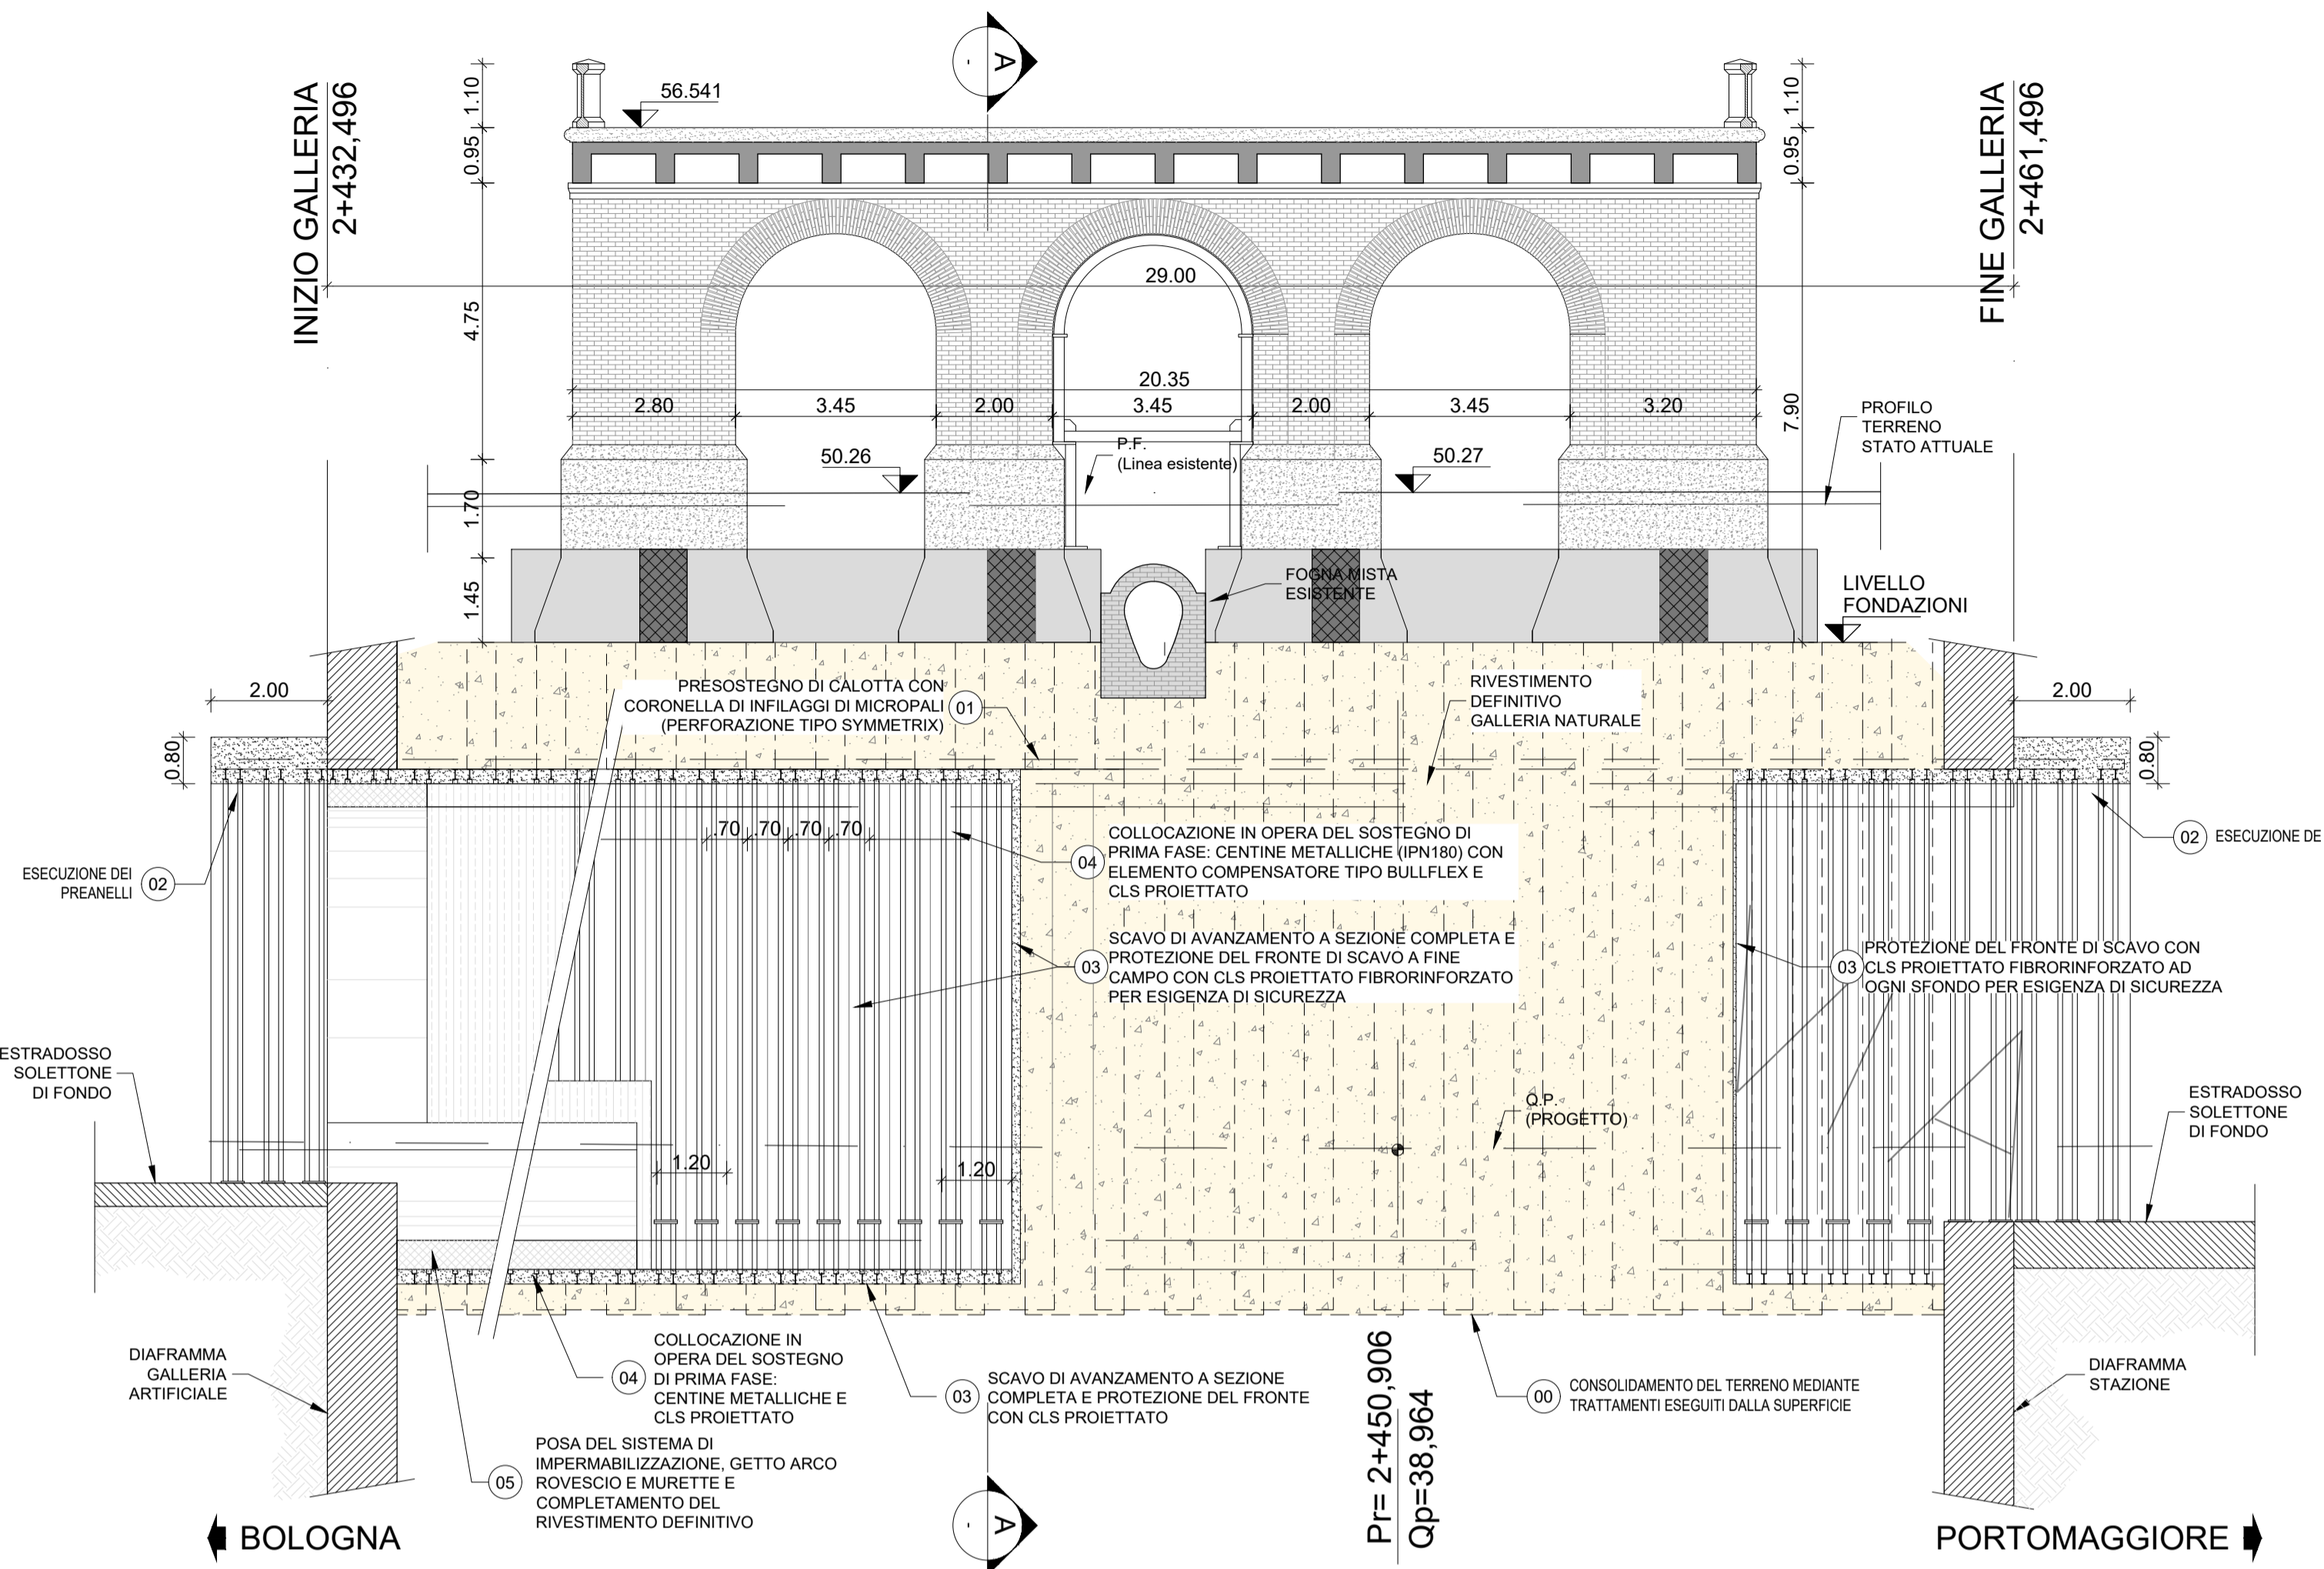 A
-
INIZIO GALLERIA
2+432,496
FINE GALLERIA
2+461,496
1.10
0.95
4.75
1.70
1.45
56.541
1.10
0.95
7.90
29.00
20.35
2.80
3.45
2.00
3.45
2.00
3.45
3.20
50.26
P.F.
(Linea esistente)
50.27
PROFILO
TERRENO
STATO ATTUALE
FOGNA MISTA
ESISTENTE
LIVELLO
FONDAZIONI
2.00
0.80
2.00
0.80
PRESOSTEGNO DI CALOTTA CON
CORONELLA DI INFILAGGI DI MICROPALI
(PERFORAZIONE TIPO SYMMETRIX)
01
RIVESTIMENTO
DEFINITIVO
GALLERIA NATURALE
.70 .70 .70 .70
04
COLLOCAZIONE IN OPERA DEL SOSTEGNO DI
PRIMA FASE: CENTINE METALLICHE (IPN180) CON
ELEMENTO COMPENSATORE TIPO BULLFLEX E
CLS PROIETTATO
02
ESECUZIONE DE
ESECUZIONE DEI
PREANELLI
02
03
SCAVO DI AVANZAMENTO A SEZIONE COMPLETA E
PROTEZIONE DEL FRONTE DI SCAVO A FINE
CAMPO CON CLS PROIETTATO FIBRORINFORZATO
PER ESIGENZA DI SICUREZZA
03
PROTEZIONE DEL FRONTE DI SCAVO CON
CLS PROIETTATO FIBRORINFORZATO AD
OGNI SFONDO PER ESIGENZA DI SICUREZZA
ESTRADOSSO
SOLETTONE
DI FONDO
Q.P.
(PROGETTO)
ESTRADOSSO
SOLETTONE
DI FONDO
1.20
1.20
DIAFRAMMA
GALLERIA
ARTIFICIALE
04
COLLOCAZIONE IN
OPERA DEL SOSTEGNO
DI PRIMA FASE:
CENTINE METALLICHE E
CLS PROIETTATO
03
SCAVO DI AVANZAMENTO A SEZIONE
COMPLETA E PROTEZIONE DEL FRONTE
CON CLS PROIETTATO
Pr= 2+450,906
Qp=38,964
00
CONSOLIDAMENTO DEL TERRENO MEDIANTE
TRATTAMENTI ESEGUITI DALLA SUPERFICIE
DIAFRAMMA
STAZIONE
05
POSA DEL SISTEMA DI
IMPERMABILIZZAZIONE, GETTO ARCO
ROVESCIO E MURETTE E
COMPLETAMENTO DEL
RIVESTIMENTO DEFINITIVO
A
-
BOLOGNA
PORTOMAGGIORE